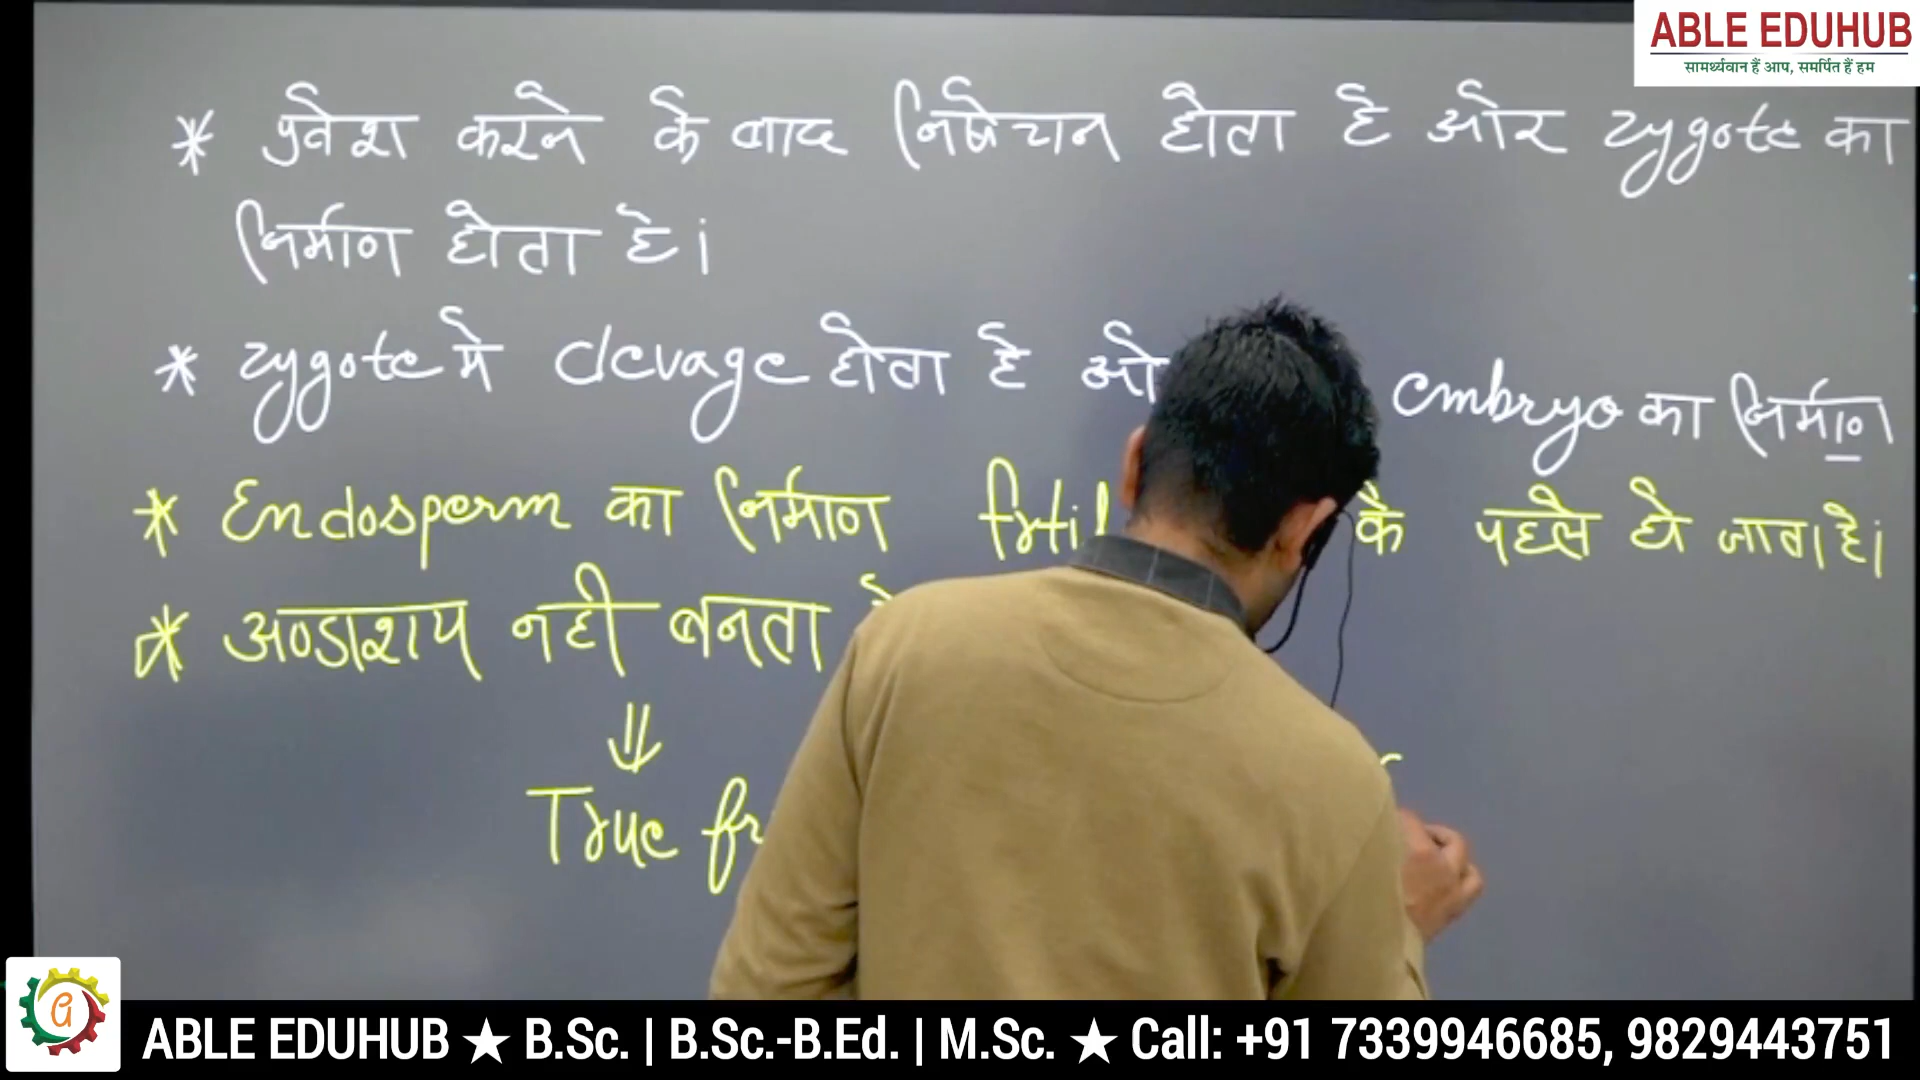 ABLE EDUHUB
सामर्थ्यवान हैं आप, समर्पित हैं हम
* प्रवेश करने के बाद निषेचन होता है और zygote का
निर्माण होता है।
* zygote मे clevage होता है embryo का निर्माण
* Endosperm का निर्माण के पहले हो जाता है।
* अण्डाशय नही बनता
⇓
True
ABLE EDUHUB ★ B.Sc. | B.Sc.-B.Ed. | M.Sc. ★ Call: +91 7339946685, 9829443751